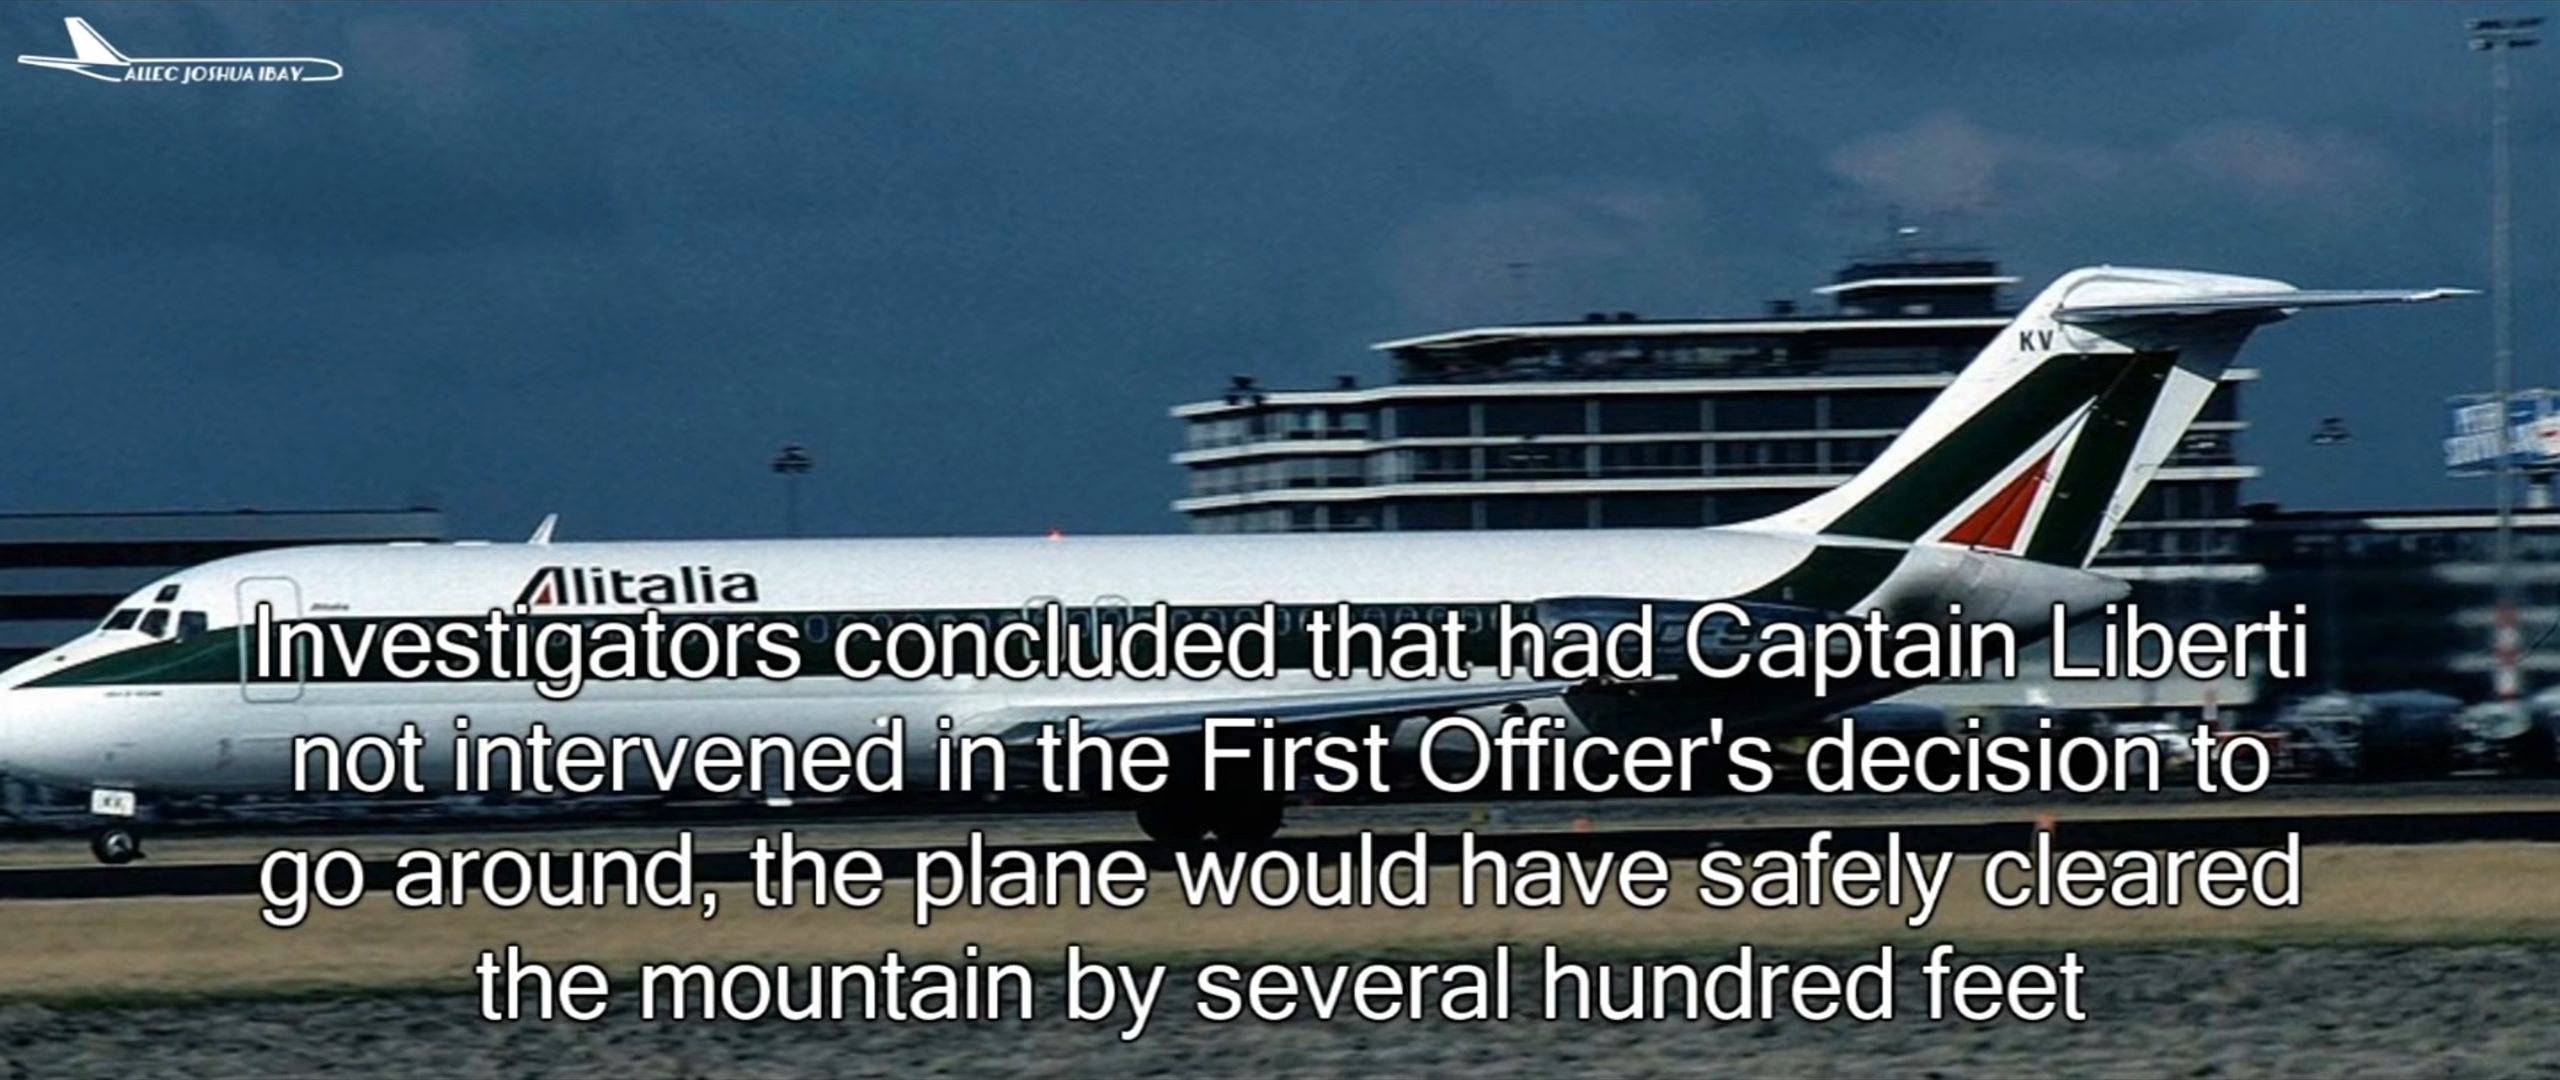 ALLEC JOSHUA IBAY
KV
Alitalia
Investigators concluded that had Captain Liberti
not intervened in the First Officer's decision to
go around, the plane would have safely cleared
the mountain by several hundred feet